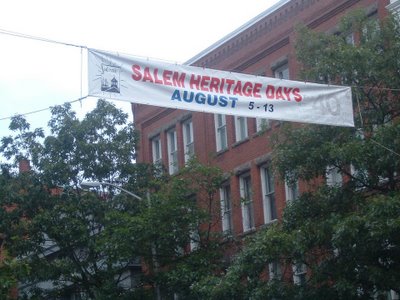 SALEM HERITAGE DAYS
AUGUST 5 - 13